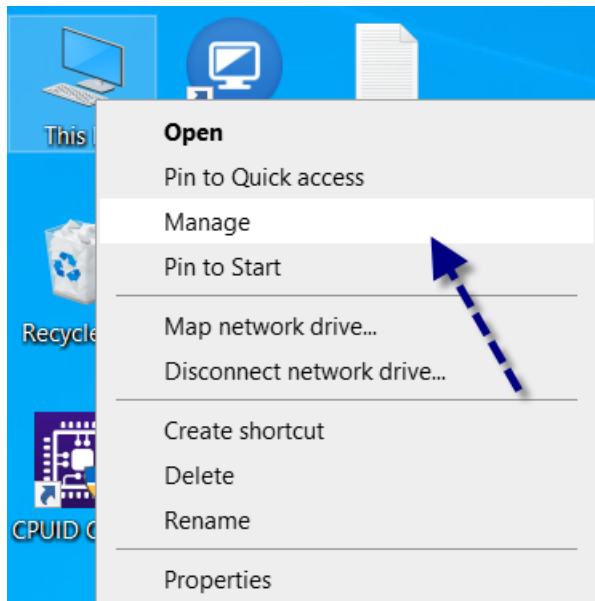 This
Open
Pin to Quick access
Manage
Pin to Start
Recycle
Map network drive...
Disconnect network drive...
Create shortcut
Delete
Rename
CPUID
Properties